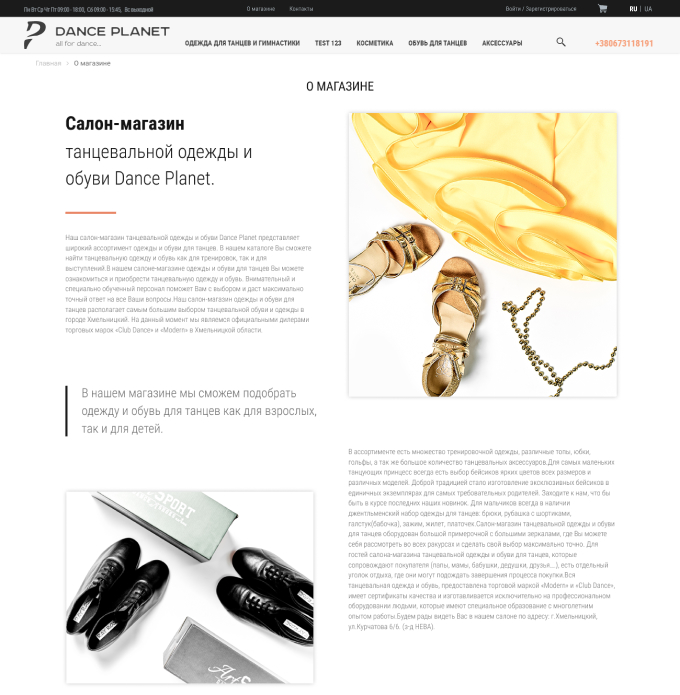 Пн Вт Ср Чт Пт 09:00 - 18:00, Сб 09:00 - 15:45, Вс выходной
О магазине Контакты
Войти / Зарегистрироваться
RU | UA
DANCE PLANET
all for dance...
ОДЕЖДА ДЛЯ ТАНЦЕВ И ГИМНАСТИКИ TEST 123 КОСМЕТИКА ОБУВЬ ДЛЯ ТАНЦЕВ АКСЕССУАРЫ
+380673118191
Главная / О магазине
О МАГАЗИНЕ
Салон-магазин
танцевальной одежды и
обуви Dance Planet.
Наш салон-магазин танцевальной одежды и обуви Dance Planet представляет
широкий ассортимент одежды и обуви для танцев. В нашем каталоге Вы сможете
найти танцевальную одежду и обувь как для тренировок, так и для
выступлений.В нашем салоне-магазине одежды и обуви для танцев Вы можете
ознакомиться и приобрести танцевальную одежду и обувь. Внимательный и
специально обученный персонал поможет Вам с выбором и даст максимально
точный ответ на все Ваши вопросы.Наш салон-магазин одежды и обуви для
танцев располагает самым большим выбором танцевальной обуви и одежды в
городе Хмельницкий. На данный момент мы являемся официальными дилерами
торговых марок «Club Dance» и «Modern» в Хмельницкой области.
В нашем магазине мы сможем подобрать
одежду и обувь для танцев как для взрослых,
так и для детей.
В ассортименте есть множество тренировочной одежды, различные топы, юбки,
гольфы, а так же большое количество танцевальных аксессуаров.Для самых маленьких
танцующих принцесс всегда есть выбор бейсиков ярких цветов всех размеров и
различных моделей. Доброй традицией стало изготовление эксклюзивных бейсиков в
единичных экземплярах для самых требовательных родителей. Заходите к нам, что бы
быть в курсе последних наших новинок. Для мальчиков всегда в наличии
джентльменский набор одежды для танцев: брюки, рубашка с шортиками,
галстук(бабочка), зажим, жилет, платочек.Салон-магазин танцевальной одежды и обуви
для танцев оборудован большой примерочной с большими зеркалами, где Вы можете
себя рассмотреть во всех ракурсах и сделать свой выбор максимально точно. Для
гостей салона-магазина танцевальной одежды и обуви для танцев, которые
сопровождают покупателя (папы, мамы, бабушки, дедушки, друзья...), есть отдельный
уголок отдыха, где они могут подождать завершения процесса покупки.Вся
танцевальная одежда и обувь, предоставлена торговой маркой «Modern» и «Club Dance»,
имеет сертификаты качества и изготавливается исключительно на профессиональном
оборудовании людьми, которые имеют специальное образование с многолетним
опытом работы.Будем рады видеть Вас в нашем салоне по адресу: г.Хмельницкий,
ул.Курчатова 6/6. (з-д НЕВА)
SPORT
Art